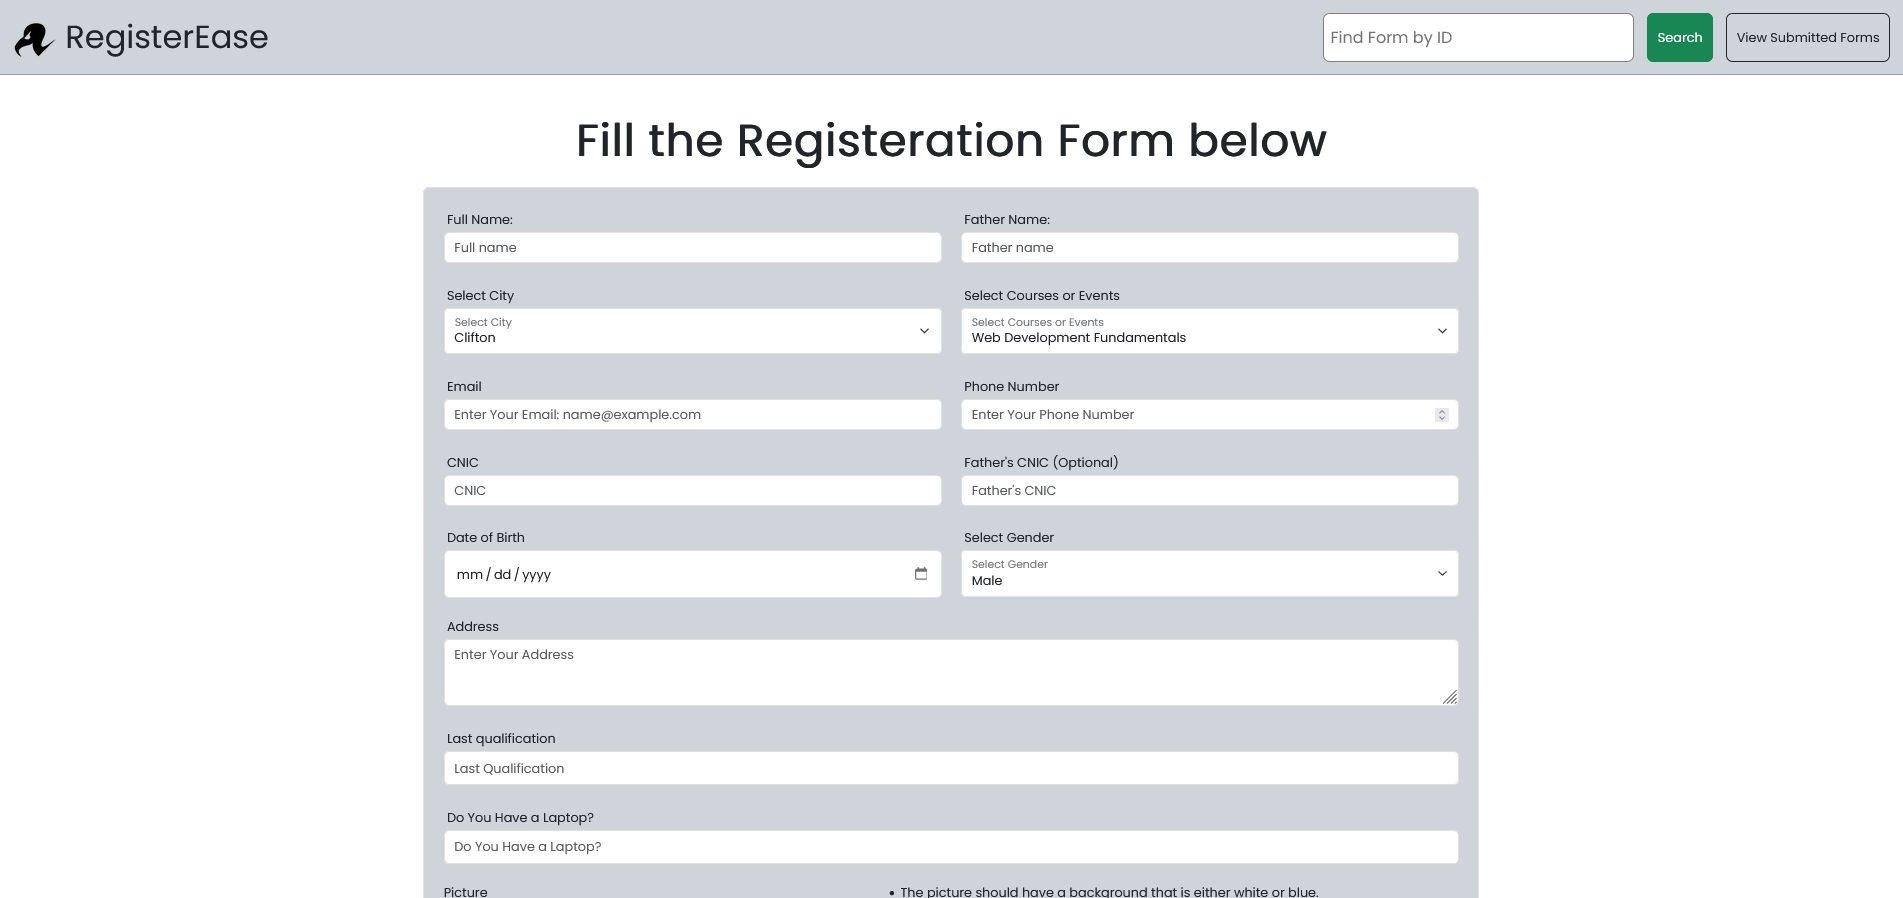 RegisterEase
Find Form by ID
Search
View Submitted Forms
Fill the Registeration Form below
Full Name:
Father Name:
Full name
Father name
Select City
Select Courses or Events
Select City
Clifton
Select Courses or Events
Web Development Fundamentals
Email
Phone Number
Enter Your Email: name@example.com
Enter Your Phone Number
CNIC
Father's CNIC (Optional)
CNIC
Father's CNIC
Date of Birth
Select Gender
mm/dd/yyyy
Select Gender
Male
Address
Enter Your Address
Last qualification
Last Qualification
Do You Have a Laptop?
Do You Have a Laptop?
Picture
• The picture should have a background that is either white or blue.